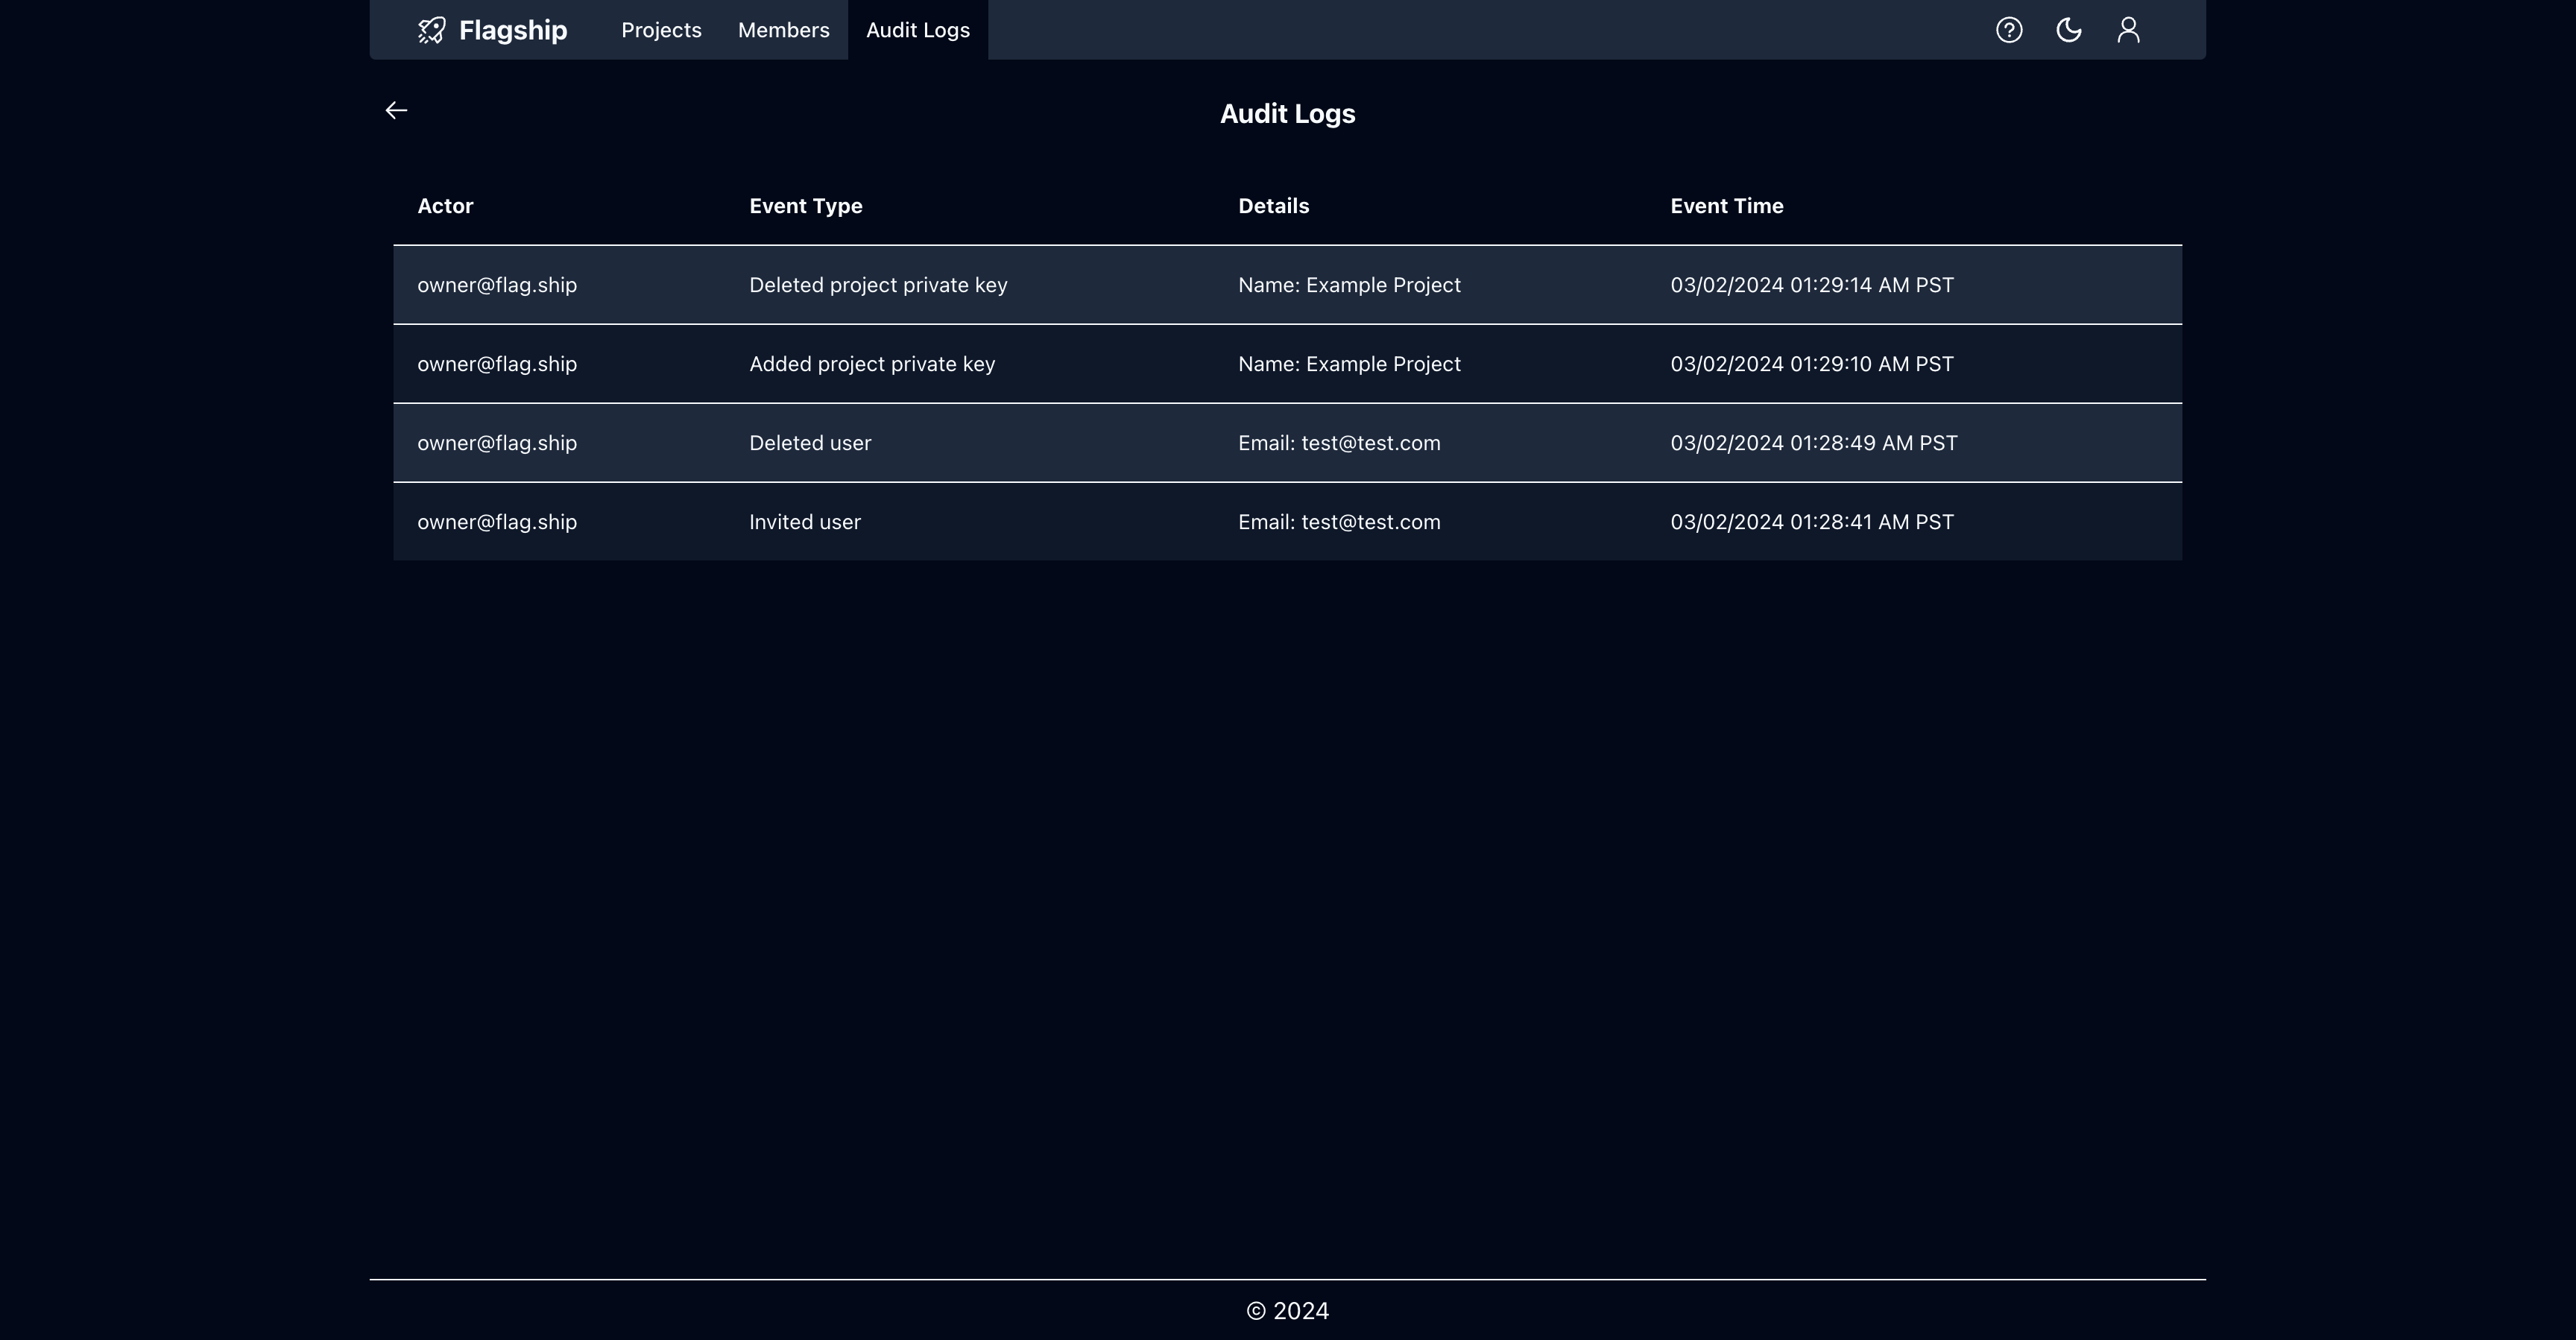 Flagship Projects Members Audit Logs
Audit Logs
Actor Event Type Details Event Time
owner@flag.ship Deleted project private key Name: Example Project 03/02/2024 01:29:14 AM PST
owner@flag.ship Added project private key Name: Example Project 03/02/2024 01:29:10 AM PST
owner@flag.ship Deleted user Email: test@test.com 03/02/2024 01:28:49 AM PST
owner@flag.ship Invited user Email: test@test.com 03/02/2024 01:28:41 AM PST
© 2024